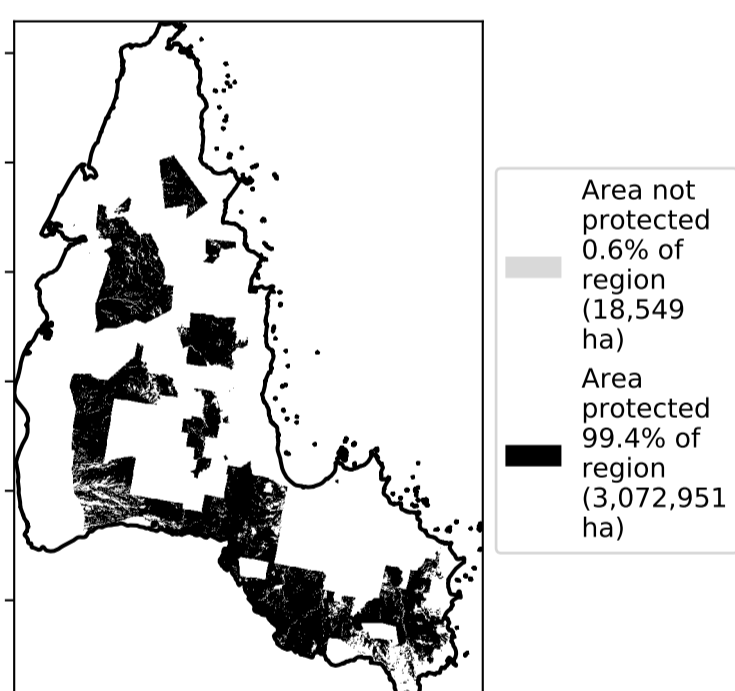 Area not
protected
0.6% of
region
(18,549
ha)
Area
protected
99.4% of
region
(3,072,951
ha)